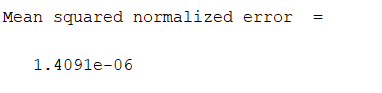 Mean squared normalized error  =
1.4091e-06